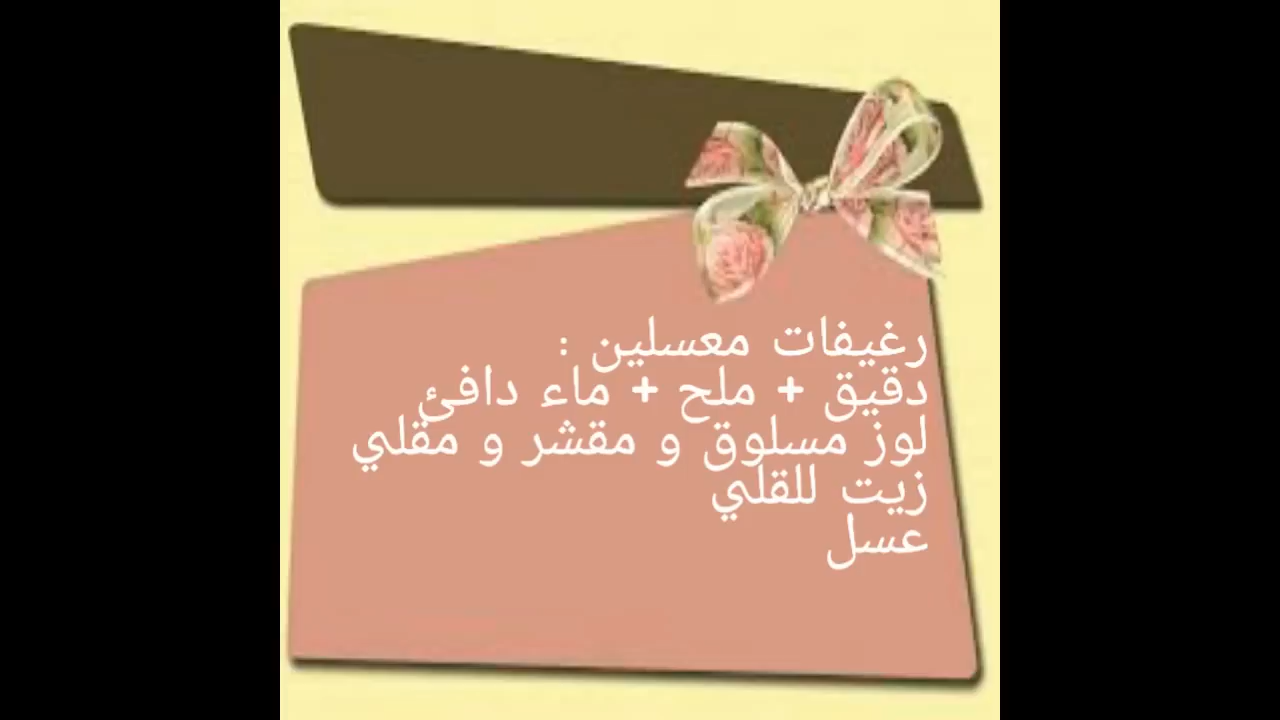 رغيفات معسلين :
دقيق + ملح + ماء دافئ
لوز مسلوق و مقشر و مقلي
زيت للقلي
عسل